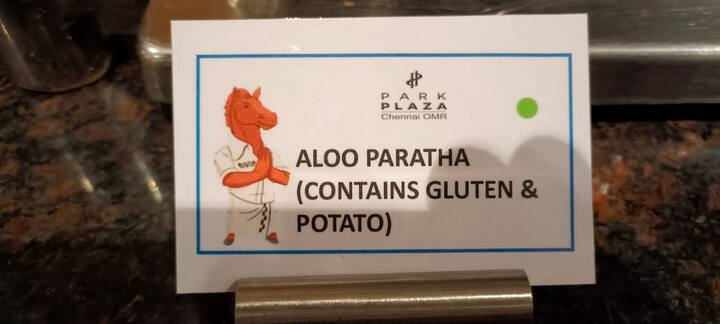 PARK
PLAZA
Chennai OMR
ALOO PARATHA
(CONTAINS GLUTEN &
POTATO)